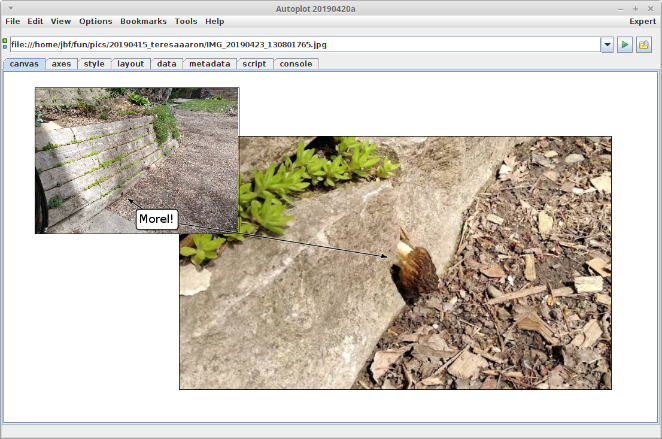 Autoplot 20190420a
File Edit View Options Bookmarks Tools Help Expert
file:///home/jbf/fun/pics/20190415_teresaaaron/IMG_20190423_130801765.jpg
canvas axes style layout data metadata script console
Morel!